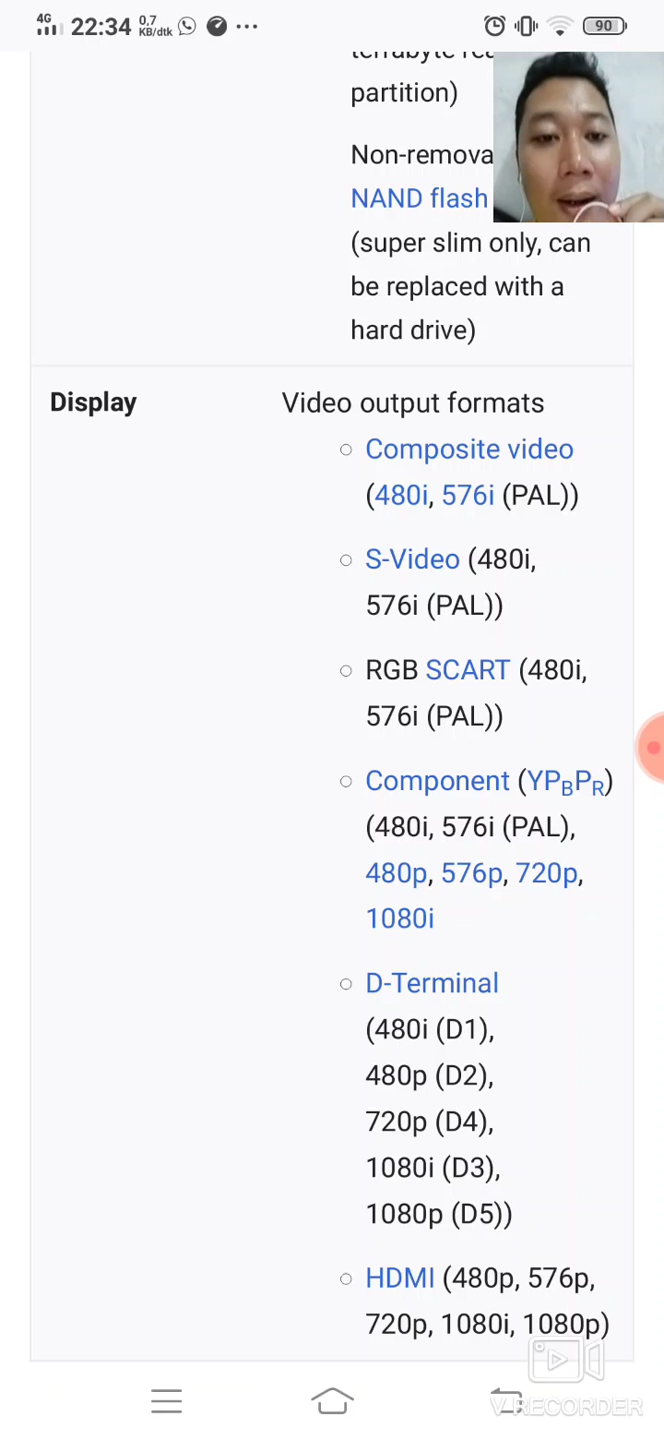 4G 22:34 0,7 KB/dtk 90
partition)
Non-remova
NAND flash
(super slim only, can
be replaced with a
hard drive)
Display
Video output formats
Composite video
(480i, 576i (PAL))
S-Video (480i,
576i (PAL))
RGB SCART (480i,
576i (PAL))
Component (YPBPR)
(480i, 576i (PAL),
480p, 576p, 720p,
1080i
D-Terminal
(480i (D1),
480p (D2),
720p (D4),
1080i (D3),
1080p (D5))
HDMI (480p, 576p,
720p, 1080i, 1080p)
V RECORDER